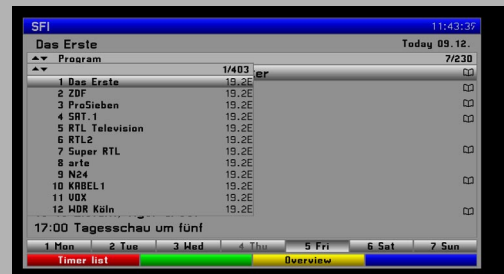 SFI 11:43:39
Das Erste Today 09.12.
Program 7/230
1/403
1 Das Erste 19.2E
2 ZDF 19.2E
3 ProSieben 19.2E
4 SAT.1 19.2E
5 RTL Television 19.2E
6 RTL2 19.2E
7 Super RTL 19.2E
8 arte 19.2E
9 N24 19.2E
10 KABEL1 19.2E
11 VOX 19.2E
12 WDR Köln 19.2E
17:00 Tagesschau um fünf
1 Mon 2 Tue 3 Wed 4 Thu 5 Fri 6 Sat 7 Sun
Timer list Overview